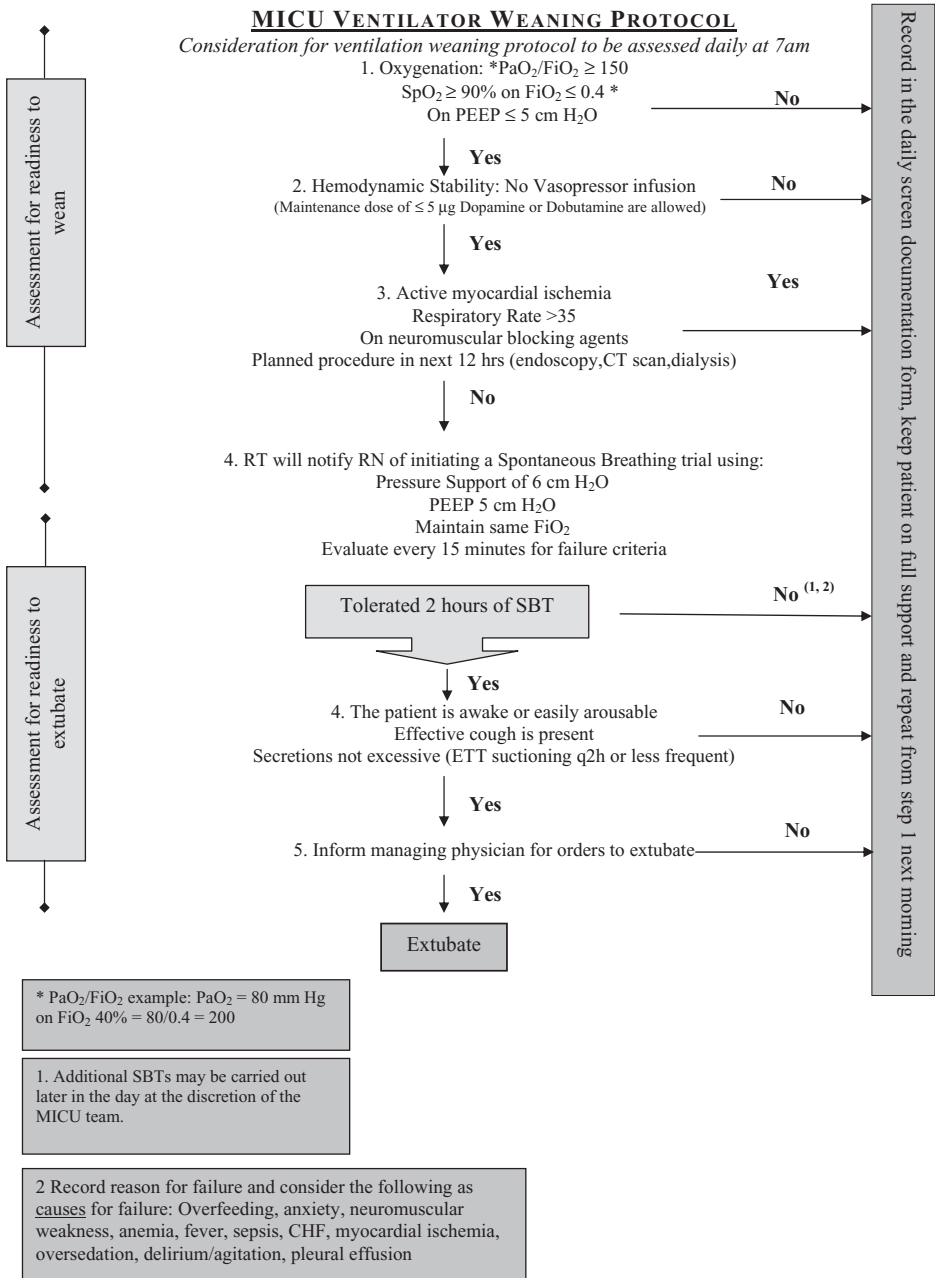 MICU VENTILATOR WEANING PROTOCOL
Consideration for ventilation weaning protocol to be assessed daily at 7am
1. Oxygenation: *PaO₂/FiO₂ ≥ 150
SpO₂ ≥ 90% on FiO₂ ≤ 0.4 *
On PEEP ≤ 5 cm H₂O
No
Yes
2. Hemodynamic Stability: No Vasopressor infusion
(Maintenance dose of ≤ 5 µg Dopamine or Dobutamine are allowed)
No
Yes
3. Active myocardial ischemia
Respiratory Rate >35
On neuromuscular blocking agents
Planned procedure in next 12 hrs (endoscopy,CT scan,dialysis)
Yes
No
4. RT will notify RN of initiating a Spontaneous Breathing trial using:
Pressure Support of 6 cm H₂O
PEEP 5 cm H₂O
Maintain same FiO₂
Evaluate every 15 minutes for failure criteria
Tolerated 2 hours of SBT
No (1, 2)
Yes
4. The patient is awake or easily arousable
Effective cough is present
Secretions not excessive (ETT suctioning q2h or less frequent)
No
Yes
5. Inform managing physician for orders to extubate
No
Yes
Extubate
Assessment for readiness to
wean
Assessment for readiness to
extubate
Record in the daily screen documentation form, keep patient on full support and repeat from step 1 next morning
* PaO₂/FiO₂ example: PaO₂ = 80 mm Hg
on FiO₂ 40% = 80/0.4 = 200
1. Additional SBTs may be carried out
later in the day at the discretion of the
MICU team.
2 Record reason for failure and consider the following as
causes for failure: Overfeeding, anxiety, neuromuscular
weakness, anemia, fever, sepsis, CHF, myocardial ischemia,
oversedation, delirium/agitation, pleural effusion